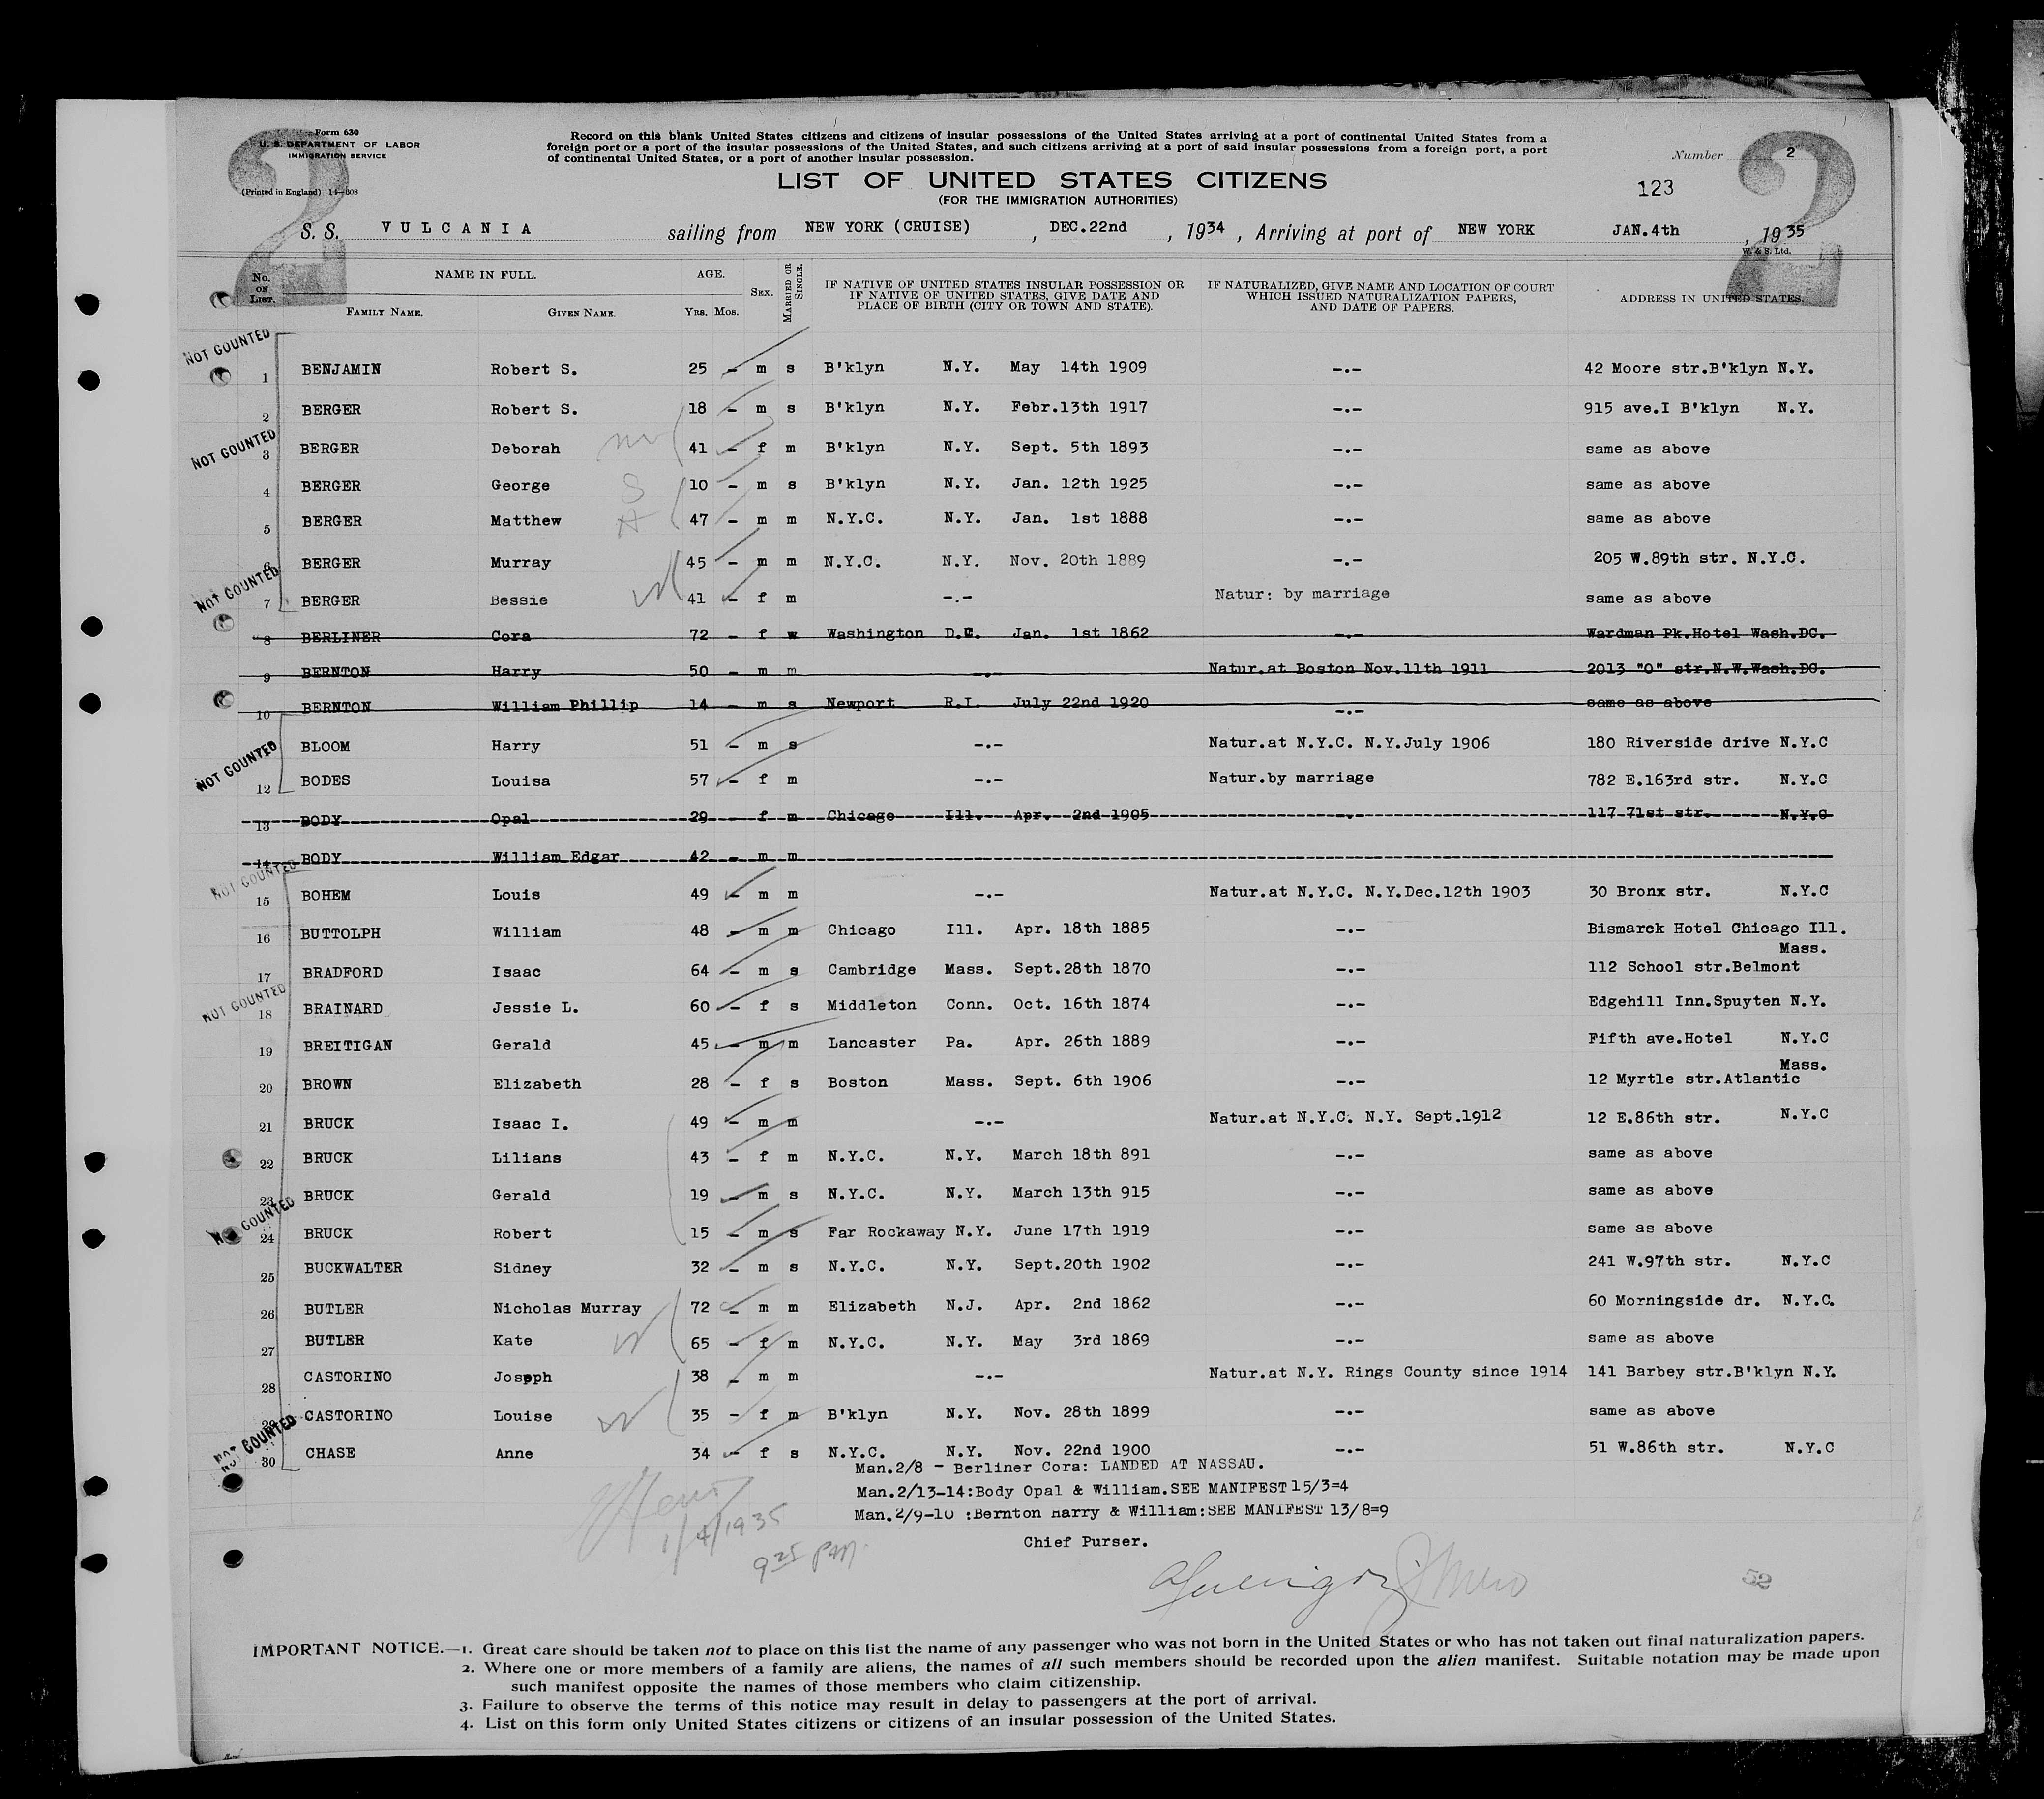 Form 630
U. S. DEPARTMENT OF LABOR
IMMIGRATION SERVICE
(Printed in England) 14—608
2
2
Record on this blank United States citizens and citizens of insular possessions of the United States arriving at a port of continental United States from a
foreign port or a port of the insular possessions of the United States, and such citizens arriving at a port of said insular possessions from a foreign port, a port
of continental United States, or a port of another insular possession.
Number 2
LIST OF UNITED STATES CITIZENS
123
(FOR THE IMMIGRATION AUTHORITIES)
S. S. VULCANIA sailing from NEW YORK (CRUISE) , DEC.22nd , 1934 , Arriving at port of NEW YORK JAN.4th , 1935
W. & S. Ltd.
No. ON LIST. NAME IN FULL. AGE. SEX. MARRIED OR SINGLE. IF NATIVE OF UNITED STATES INSULAR POSSESSION OR IF NATIVE OF UNITED STATES, GIVE DATE AND PLACE OF BIRTH (CITY OR TOWN AND STATE). IF NATURALIZED, GIVE NAME AND LOCATION OF COURT WHICH ISSUED NATURALIZATION PAPERS, AND DATE OF PAPERS. ADDRESS IN UNITED STATES.
FAMILY NAME. GIVEN NAME. YRS. MOS.
NOT COUNTED
1 BENJAMIN Robert S. 25 – m s B'klyn N.Y. May 14th 1909 –.– 42 Moore str.B'klyn N.Y.
2 BERGER Robert S. 18 – m s B'klyn N.Y. Febr.13th 1917 –.– 915 ave.I B'klyn N.Y.
NOT COUNTED
3 BERGER Deborah 41 – f m B'klyn N.Y. Sept. 5th 1893 –.– same as above
4 BERGER George S 10 – m s B'klyn N.Y. Jan. 12th 1925 –.– same as above
5 BERGER Matthew 47 – m m N.Y.C. N.Y. Jan. 1st 1888 –.– same as above
6 BERGER Murray 45 – m m N.Y.C. N.Y. Nov. 20th 1889 –.– 205 W.89th str. N.Y.C.
NOT COUNTED
7 BERGER Bessie W 41 – f m –.– Natur: by marriage same as above
8 BERLINER Cora 72 – f w Washington D.C. Jan. 1st 1862 –.– Wardman Pk.Hotel Wash.DC.
9 BERNTON Harry 50 – m m –.– Natur.at Boston Nov.11th 1911 2013 "O" str.N.W.Wash.DC.
10 BERNTON William Phillip 14 – m s Newport R.I. July 22nd 1920 –.– same as above
NOT COUNTED
BLOOM Harry 51 – m s –.– Natur.at N.Y.C. N.Y.July 1906 180 Riverside drive N.Y.C
12 BODES Louisa 57 – f m –.– Natur.by marriage 782 E.163rd str. N.Y.C
13 BODY Opal 29 f m Chicago Ill. Apr. 2nd 1905 –.– 117 71st str. N.Y.C
14 BODY William Edgar 42 – m m
NOT COUNTED
15 BOHEM Louis 49 – m m –.– Natur.at N.Y.C. N.Y.Dec.12th 1903 30 Bronx str. N.Y.C
16 BUTTOLPH William 48 – m m Chicago Ill. Apr. 18th 1885 –.– Bismarck Hotel Chicago Ill.
17 BRADFORD Isaac 64 – m s Cambridge Mass. Sept.28th 1870 –.– 112 School str.Belmont Mass.
NOT COUNTED
18 BRAINARD Jessie L. 60 – f s Middleton Conn. Oct. 16th 1874 –.– Edgehill Inn.Spuyten N.Y.
19 BREITIGAN Gerald 45 – m m Lancaster Pa. Apr. 26th 1889 –.– Fifth ave.Hotel N.Y.C
20 BROWN Elizabeth 28 – f s Boston Mass. Sept. 6th 1906 –.– 12 Myrtle str.Atlantic Mass.
21 BRUCK Isaac I. 49 – m m –.– Natur.at N.Y.C. N.Y. Sept.1912 12 E.86th str. N.Y.C
22 BRUCK Lilians 43 – f m N.Y.C. N.Y. March 18th 891 –.– same as above
23 BRUCK Gerald 19 – m s N.Y.C. N.Y. March 13th 915 –.– same as above
NOT COUNTED
24 BRUCK Robert 15 – m s Far Rockaway N.Y. June 17th 1919 –.– same as above
25 BUCKWALTER Sidney 32 – m s N.Y.C. N.Y. Sept.20th 1902 –.– 241 W.97th str. N.Y.C
26 BUTLER Nicholas Murray 72 – m m Elizabeth N.J. Apr. 2nd 1862 –.– 60 Morningside dr. N.Y.C.
27 BUTLER Kate W 65 – f m N.Y.C. N.Y. May 3rd 1869 –.– same as above
28 CASTORINO Jospph 38 – m m –.– Natur.at N.Y. Rings County since 1914 141 Barbey str.B'klyn N.Y.
29 CASTORINO Louise W 35 – f m B'klyn N.Y. Nov. 28th 1899 –.– same as above
NOT COUNTED
30 CHASE Anne 34 – f s N.Y.C. N.Y. Nov. 22nd 1900 –.– 51 W.86th str. N.Y.C
Man.2/8 – Berliner Cora: LANDED AT NASSAU.
Man.2/13-14:Body Opal & William.SEE MANIFEST 15/3=4
Man.2/9-10 :Bernton Harry & William:SEE MANIFEST 13/8=9
1/4/1935
9 25 PM
Chief Purser.
52
IMPORTANT NOTICE.—1. Great care should be taken not to place on this list the name of any passenger who was not born in the United States or who has not taken out final naturalization papers.
2. Where one or more members of a family are aliens, the names of all such members should be recorded upon the alien manifest. Suitable notation may be made upon
such manifest opposite the names of those members who claim citizenship.
3. Failure to observe the terms of this notice may result in delay to passengers at the port of arrival.
4. List on this form only United States citizens or citizens of an insular possession of the United States.